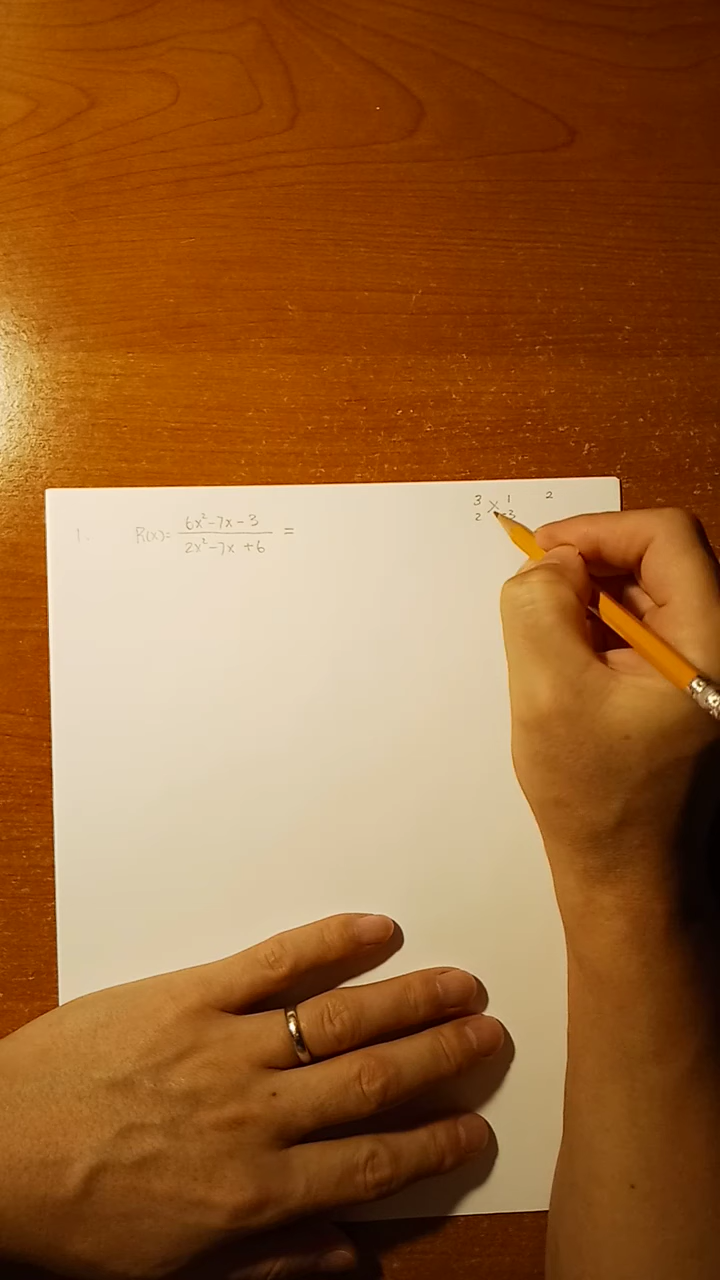 1. R(x)= 6x²-7x-3 / 2x²-7x+6 =
3 × 1 2
2 -3